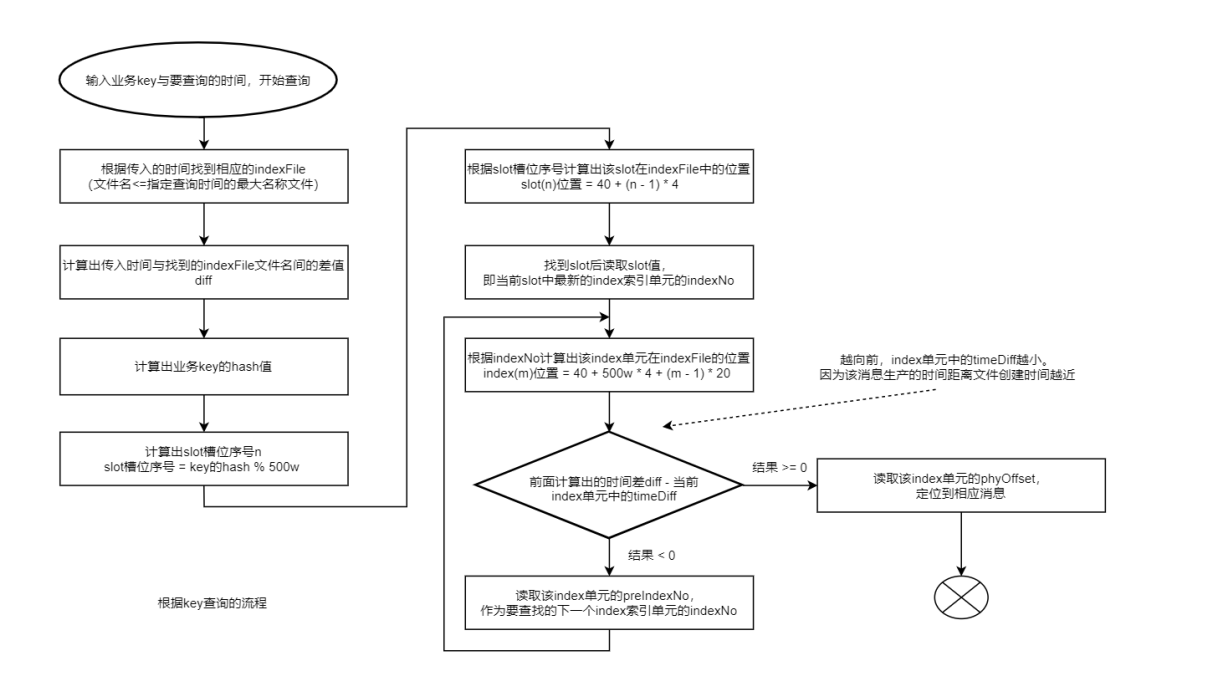 输入业务key与要查询的时间，开始查询
根据传入的时间找到相应的indexFile
(文件名<=指定查询时间的最大名称文件)
计算出传入时间与找到的indexFile文件名间的差值
diff
计算出业务key的hash值
计算出slot槽位序号n
slot槽位序号 = key的hash % 500w
根据slot槽位序号计算出该slot在indexFile中的位置
slot(n)位置 = 40 + (n - 1) * 4
找到slot后读取slot值，
即当前slot中最新的index索引单元的indexNo
根据indexNo计算出该index单元在indexFile的位置
index(m)位置 = 40 + 500w * 4 + (m - 1) * 20
越向前，index单元中的timeDiff越小。
因为该消息生产的时间距离文件创建时间越近
前面计算出的时间差diff - 当前
index单元中的timeDiff
结果 >= 0
读取该index单元的phyOffset，
定位到相应消息
结果 < 0
读取该index单元的preIndexNo，
作为要查找的下一个index索引单元的indexNo
根据key查询的流程